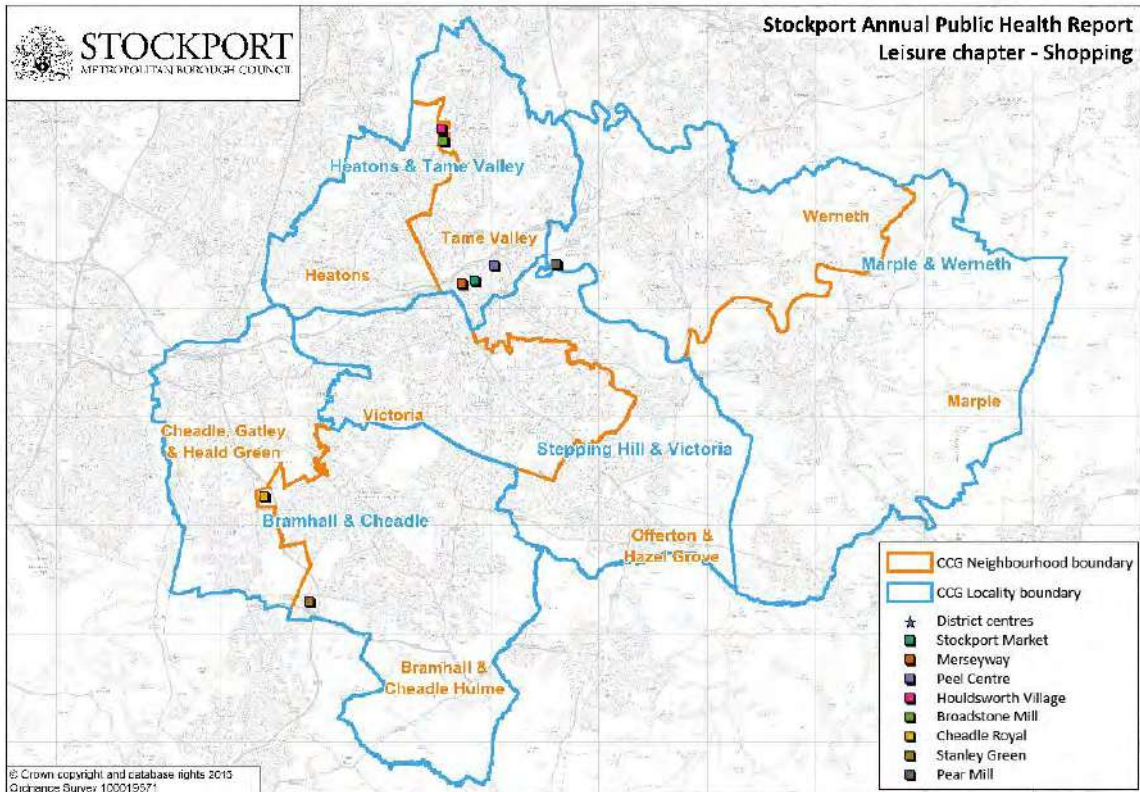 STOCKPORT
METROPOLITAN BOROUGH COUNCIL
Stockport Annual Public Health Report
Leisure chapter - Shopping
Heatons & Tame Valley
Werneth
Tame Valley
Marple & Werneth
Heatons
Marple
Victoria
Cheadle, Gatley
& Heald Green
Stepping Hill & Victoria
Bramhall & Cheadle
Offerton &
Hazel Grove
Bramhall &
Cheadle Hulme
CCG Neighbourhood boundary
CCG Locality boundary
District centres
Stockport Market
Merseyway
Peel Centre
Houldsworth Village
Broadstone Mill
Cheadle Royal
Stanley Green
Pear Mill
© Crown copyright and database rights 2015
Ordnance Survey 100019571